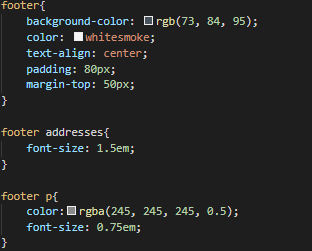 footer{
    background-color: rgb(73, 84, 95);
    color: whitesmoke;
    text-align: center;
    padding: 80px;
    margin-top: 50px;
}

footer addresses{
    font-size: 1.5em;
}

footer p{
    color:rgba(245, 245, 245, 0.5);
    font-size: 0.75em;
}